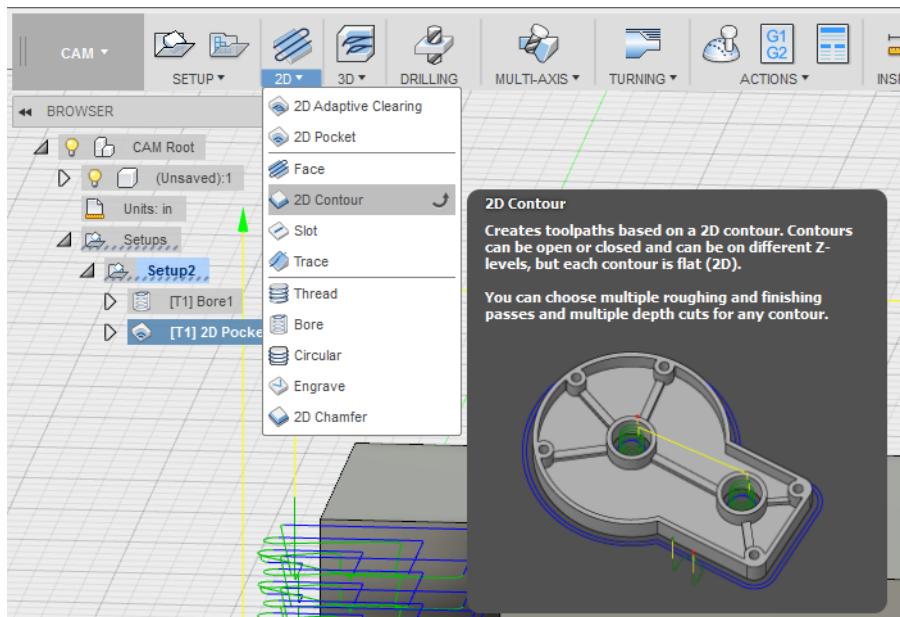 CAM
SETUP
2D
3D
DRILLING
MULTI-AXIS
TURNING
G1
G2
ACTIONS
INSP
BROWSER
CAM Root
(Unsaved):1
Units: in
Setups
Setup2
[T1] Bore1
[T1] 2D Pocke
2D Adaptive Clearing
2D Pocket
Face
2D Contour
Slot
Trace
Thread
Bore
Circular
Engrave
2D Chamfer
2D Contour
Creates toolpaths based on a 2D contour. Contours
can be open or closed and can be on different Z-
levels, but each contour is flat (2D).
You can choose multiple roughing and finishing
passes and multiple depth cuts for any contour.